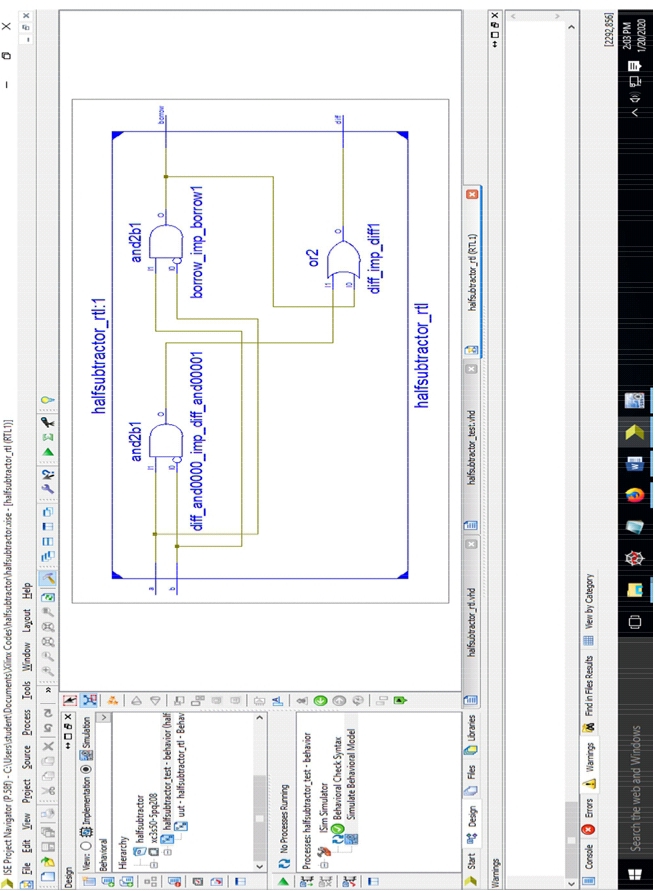 ISE Project Navigator (P.58f) - C:\Users\student\Documents\Xilinx Codes\halfsubtractor\halfsubtractor.xise - [halfsubtractor_rtl (RTL1)]
File Edit View Project Source Process Tools Window Layout Help
Design
View: Implementation Simulation
Behavioral
Hierarchy
halfsubtractor
xc3s50-5pq208
halfsubtractor_test - behavior (half
uut - halfsubtractor_rtl - Behav
No Processes Running
Processes: halfsubtractor_test - behavior
ISim Simulator
Behavioral Check Syntax
Simulate Behavioral Model
halfsubtractor_rtl:1
and2b1
and2b1
a
b
I1
I0
O
I1
I0
O
borrow
diff_and0000_imp_diff_and00001
borrow_imp_borrow1
or2
I1
I0
O
diff
diff_imp_diff1
halfsubtractor_rtl
Start Design Files Libraries
halfsubtractor_rtl.vhd
halfsubtractor_test.vhd
halfsubtractor_rtl (RTL1)
Warnings
Console Errors Warnings Find in Files Results View by Category
[2292,856]
Search the web and Windows
2:03 PM
1/20/2020